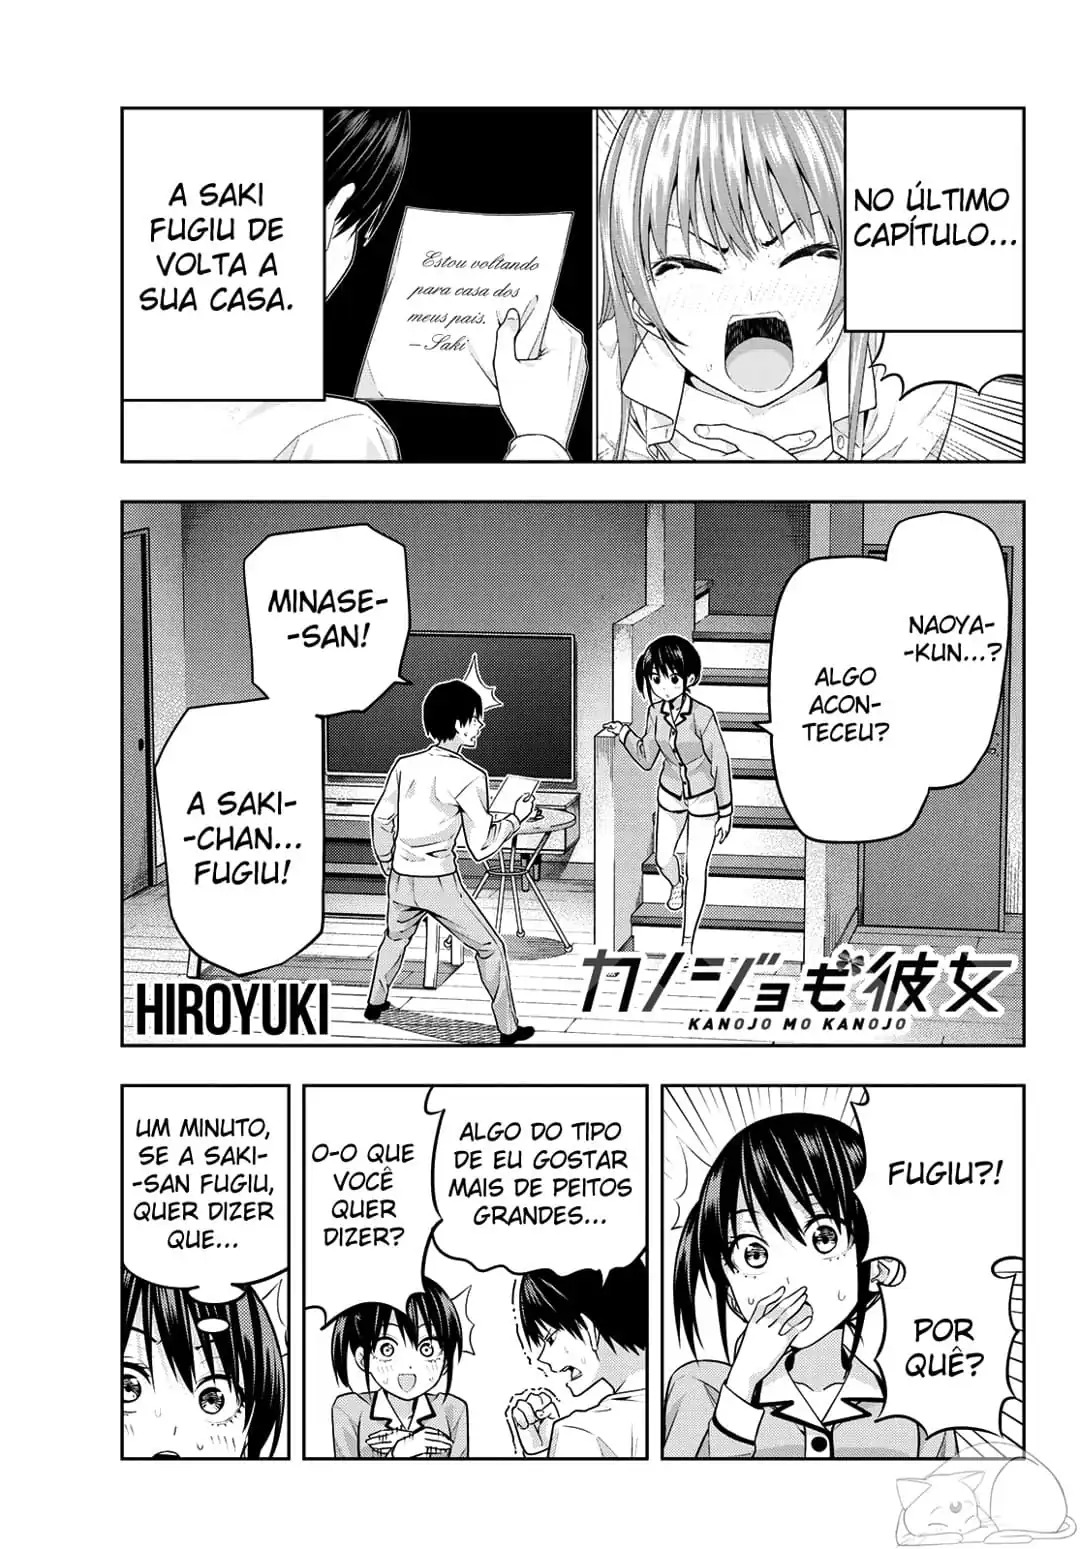 NO ÚLTIMO
CAPÍTULO...
A SAKI
FUGIU DE
VOLTA A
SUA CASA.
Estou voltando
para casa dos
meus pais.
– Saki
NAOYA-
-KUN...?
ALGO
ACON-
TECEU?
MINASE-
-SAN!
A SAKI-
-CHAN...
FUGIU!
HIROYUKI
カノジョも彼女
KANOJO MO KANOJO
FUGIU?!
POR
QUÊ?
ALGO DO TIPO
DE EU GOSTAR
MAIS DE PEITOS
GRANDES...
O-O QUE
VOCÊ
QUER
DIZER?
UM MINUTO,
SE A SAKI-
-SAN FUGIU,
QUER DIZER
QUE...